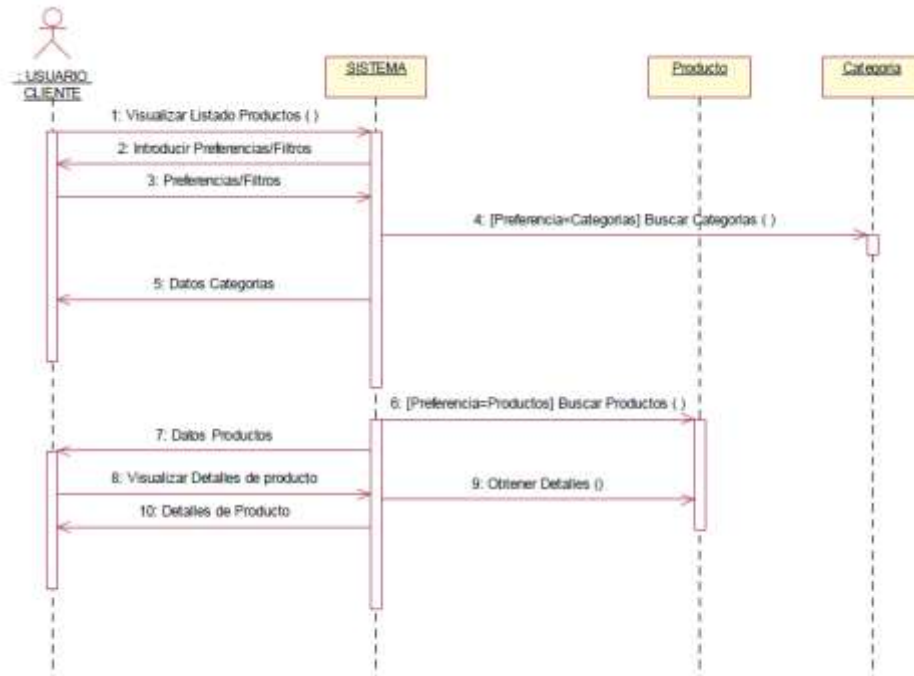 : USUARIO
CLIENTE
SISTEMA
Producto
Categoria
1: Visualizar Listado Productos ( )
2: Introducir Preferencias/Filtros
3: Preferencias/Filtros
4: [Preferencia=Categorias] Buscar Categorias ( )
5: Datos Categorias
6: [Preferencia=Productos] Buscar Productos ( )
7: Datos Productos
8: Visualizar Detalles de producto
9: Obtener Detalles ()
10: Detalles de Producto